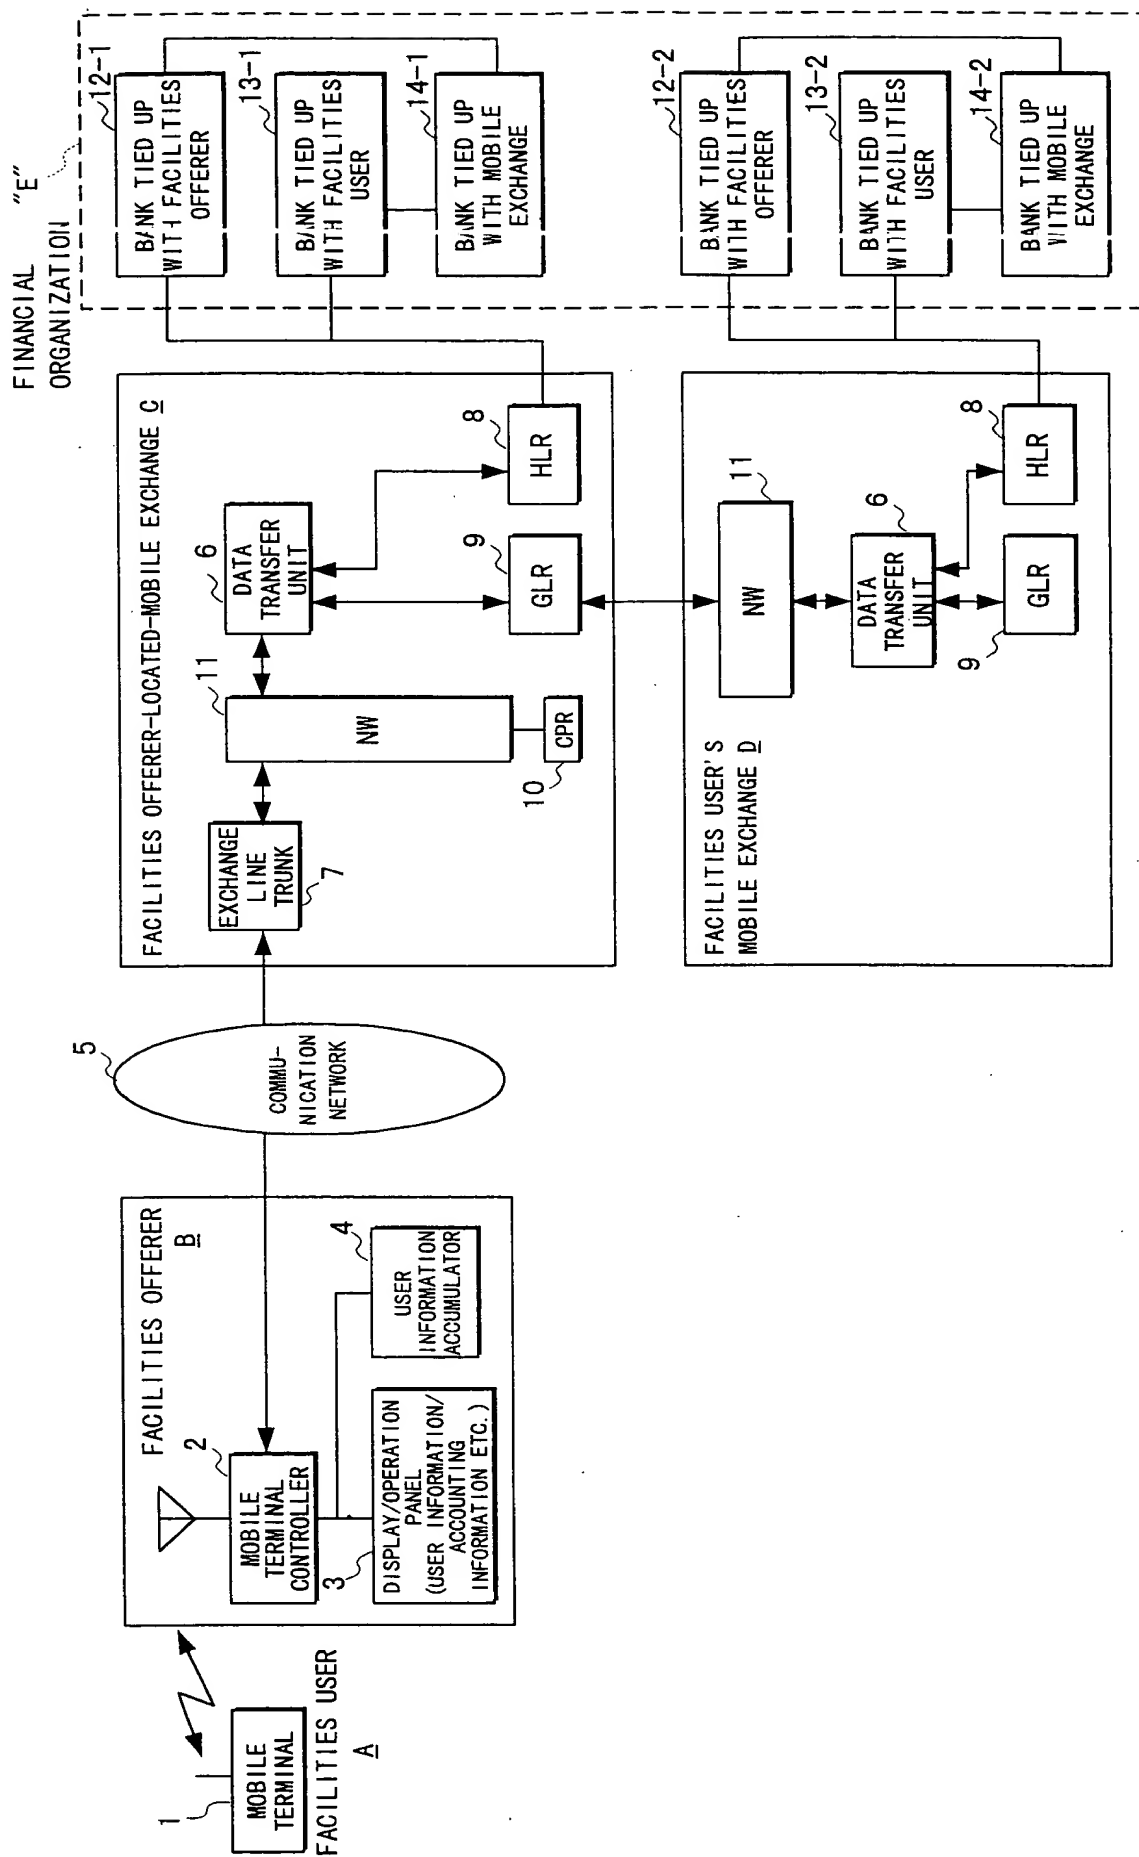 1
MOBILE
TERMINAL
FACILITIES USER
A
FACILITIES OFFERER
B
2
MOBILE
TERMINAL
CONTROLLER
3
DISPLAY/OPERATION
PANEL
(USER INFORMATION/
ACCOUNTING
INFORMATION ETC.)
4
USER
INFORMATION
ACCUMULATOR
5
COMMU-
NICATION
NETWORK
FACILITIES OFFERER-LOCATED-MOBILE EXCHANGE C
EXCHANGE
LINE
TRUNK
7
11
NW
10
CPR
6
DATA
TRANSFER
UNIT
9
GLR
8
HLR
FACILITIES USER'S
MOBILE EXCHANGE D
11
NW
6
DATA
TRANSFER
UNIT
9
GLR
8
HLR
FINANCIAL "E"
ORGANIZATION
12-1
BANK TIED UP
WITH FACILITIES
OFFERER
13-1
BANK TIED UP
WITH FACILITIES
USER
14-1
BANK TIED UP
WITH MOBILE
EXCHANGE
12-2
BANK TIED UP
WITH FACILITIES
OFFERER
13-2
BANK TIED UP
WITH FACILITIES
USER
14-2
BANK TIED UP
WITH MOBILE
EXCHANGE